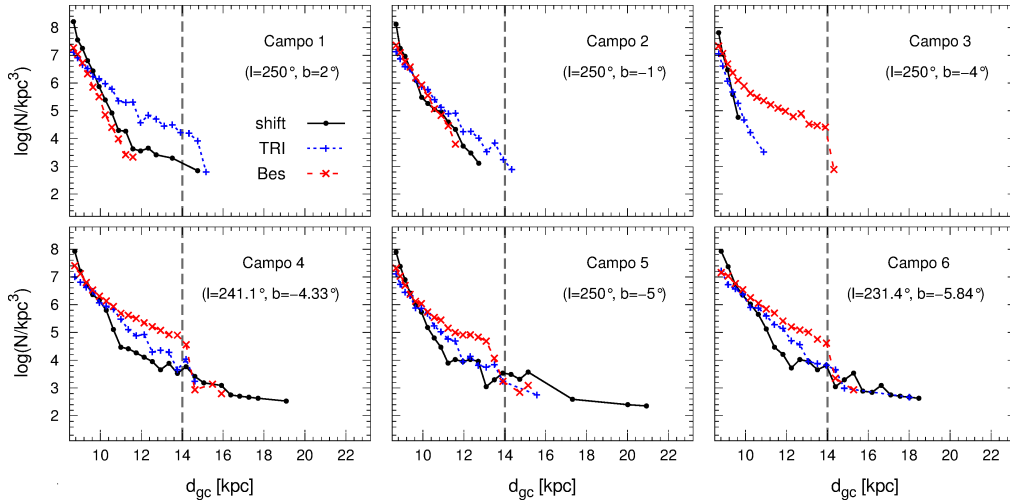 log(N/kpc³)
8
7
6
5
4
3
2
Campo 1
(l=250°, b=2°)
shift
TRI
Bes
Campo 2
(l=250°, b=−1°)
Campo 3
(l=250°, b=−4°)
log(N/kpc³)
8
7
6
5
4
3
2
Campo 4
(l=241.1°, b=−4.33°)
Campo 5
(l=250°, b=−5°)
Campo 6
(l=231.4°, b=−5.84°)
10 12 14 16 18 20 22
10 12 14 16 18 20 22
10 12 14 16 18 20 22
d_gc [kpc]
d_gc [kpc]
d_gc [kpc]